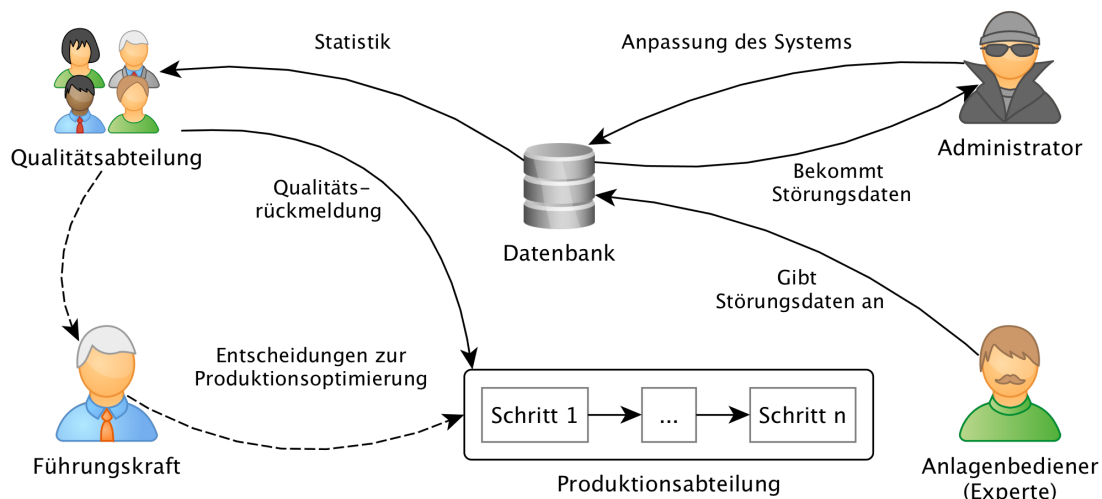 Statistik
Anpassung des Systems
Qualitätsabteilung
Administrator
Qualitäts-
rückmeldung
Bekommt
Störungsdaten
Datenbank
Gibt
Störungsdaten an
Entscheidungen zur
Produktionsoptimierung
Schritt 1
...
Schritt n
Führungskraft
Produktionsabteilung
Anlagenbediener
(Experte)